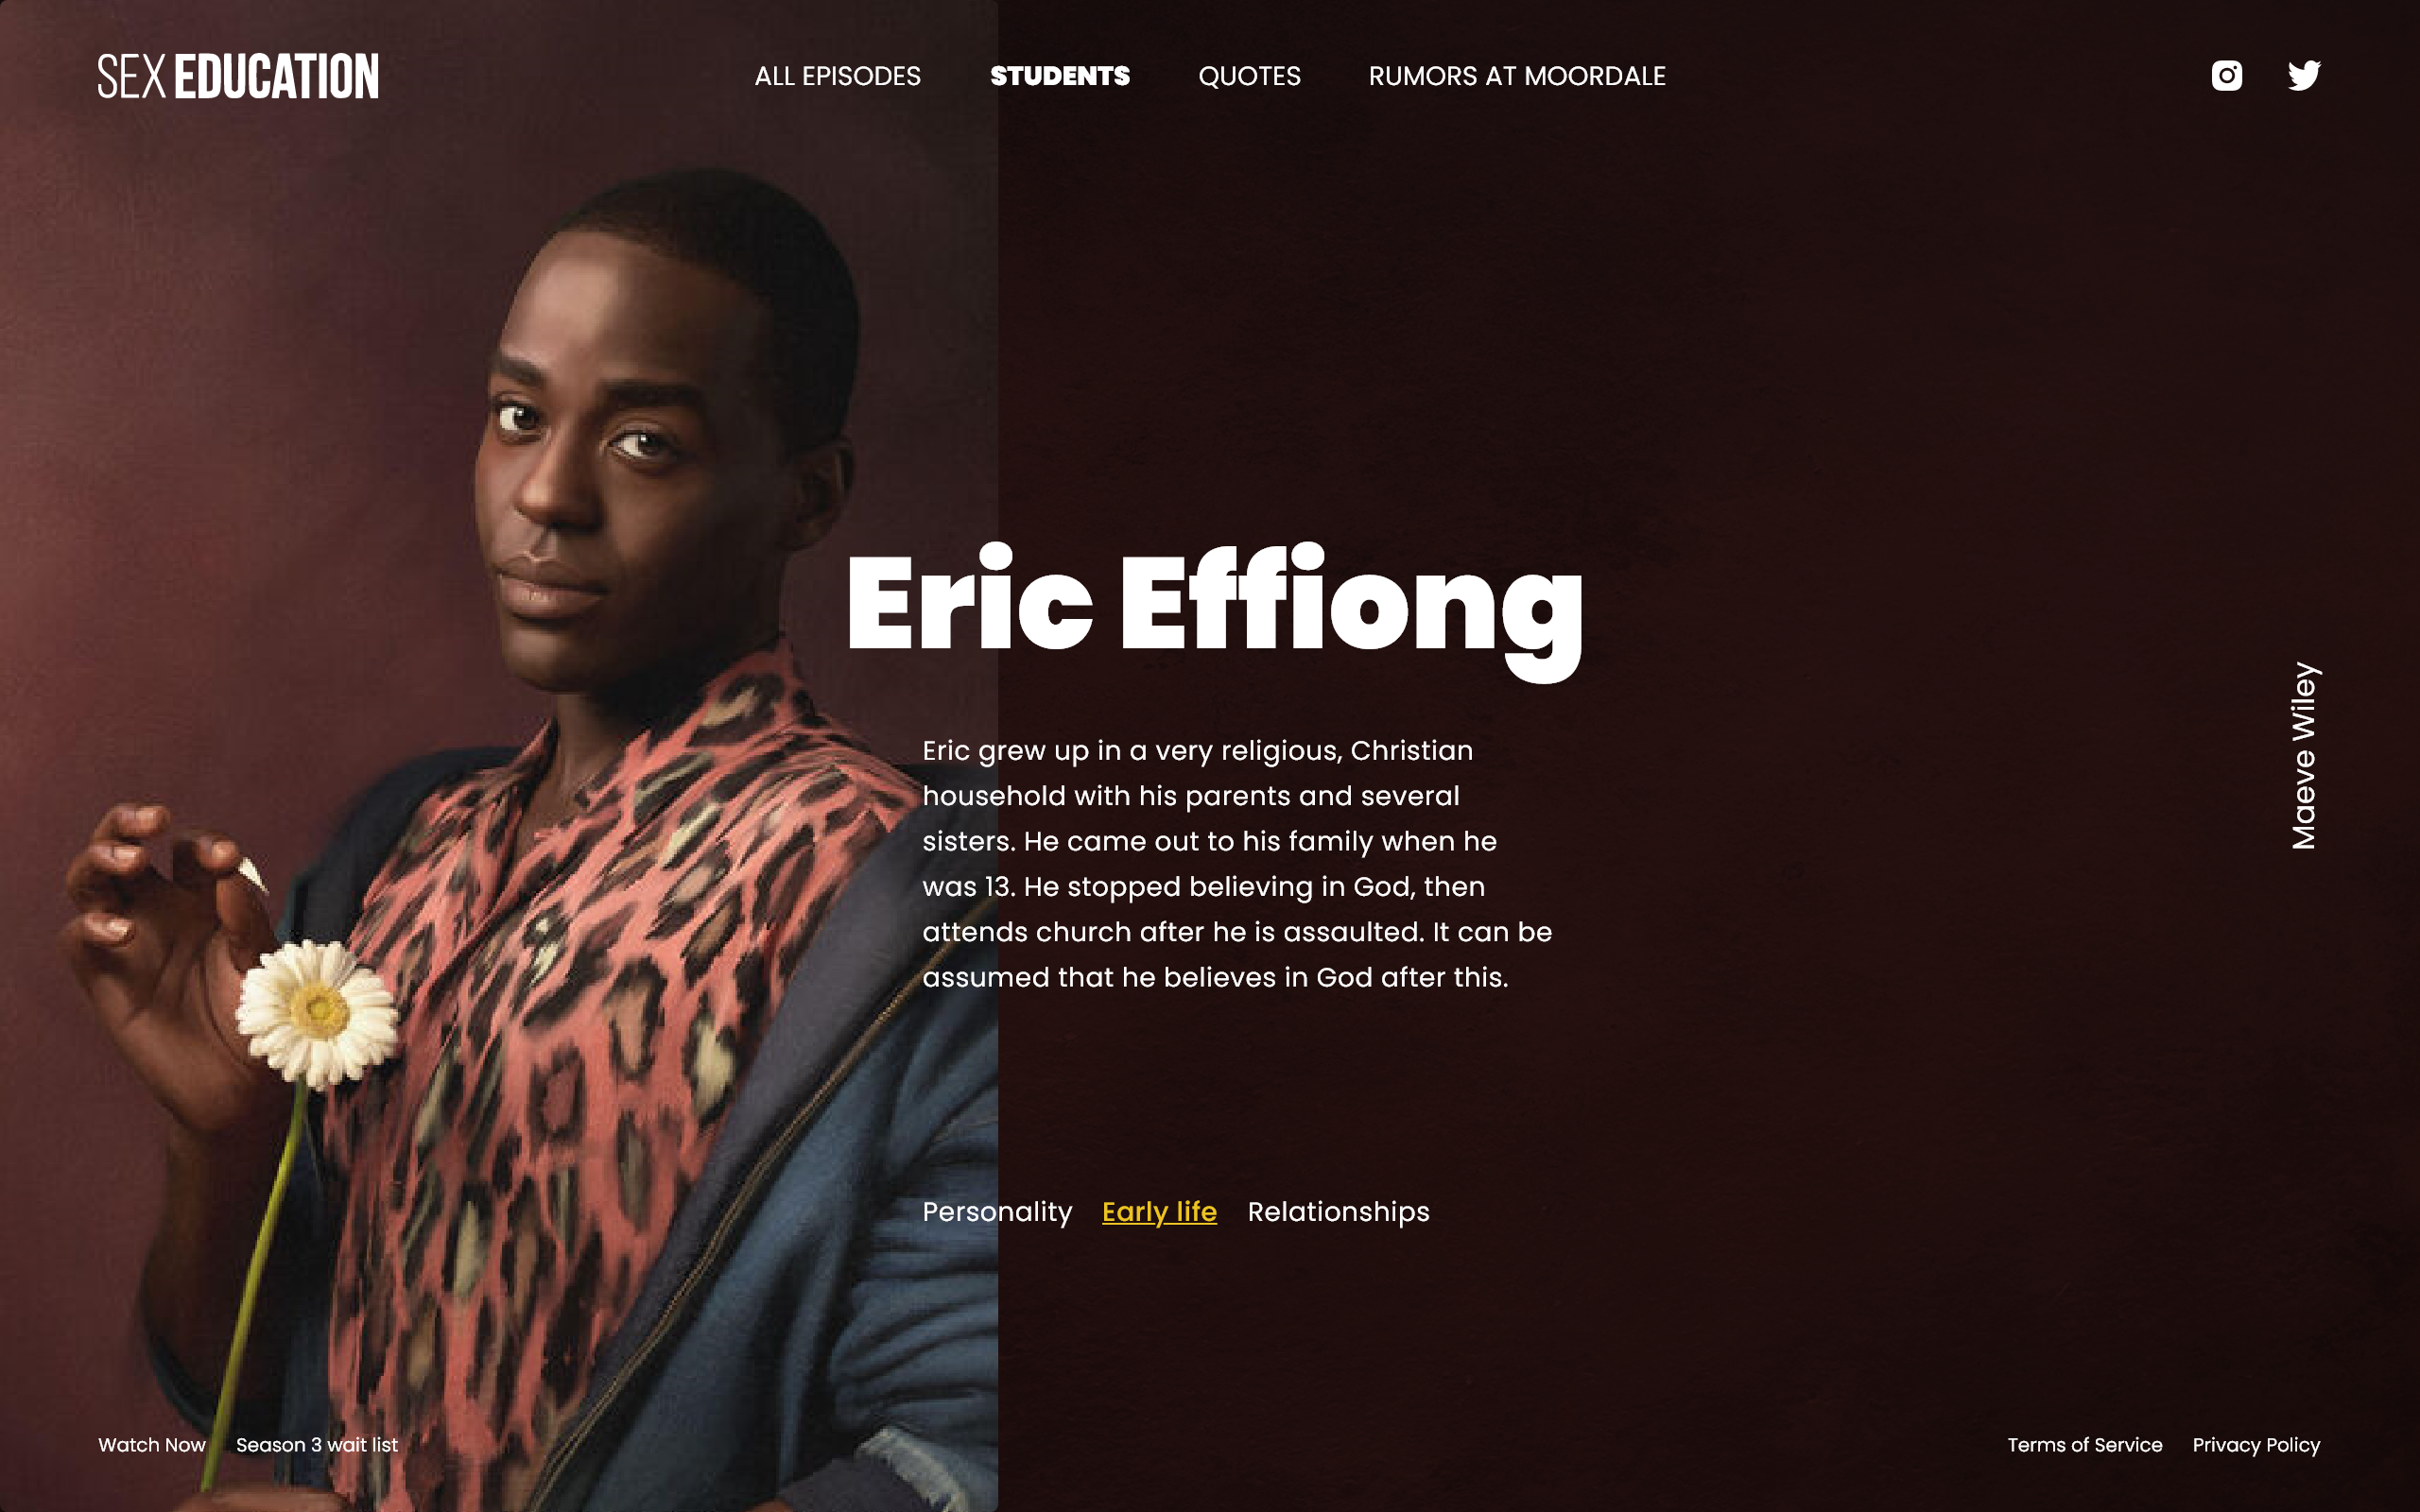 SEX EDUCATION
ALL EPISODES
STUDENTS
QUOTES
RUMORS AT MOORDALE
Eric Effiong
Eric grew up in a very religious, Christian
household with his parents and several
sisters. He came out to his family when he
was 13. He stopped believing in God, then
attends church after he is assaulted. It can be
assumed that he believes in God after this.
Maeve Wiley
Personality Early life Relationships
Watch Now Season 3 wait list
Terms of Service Privacy Policy